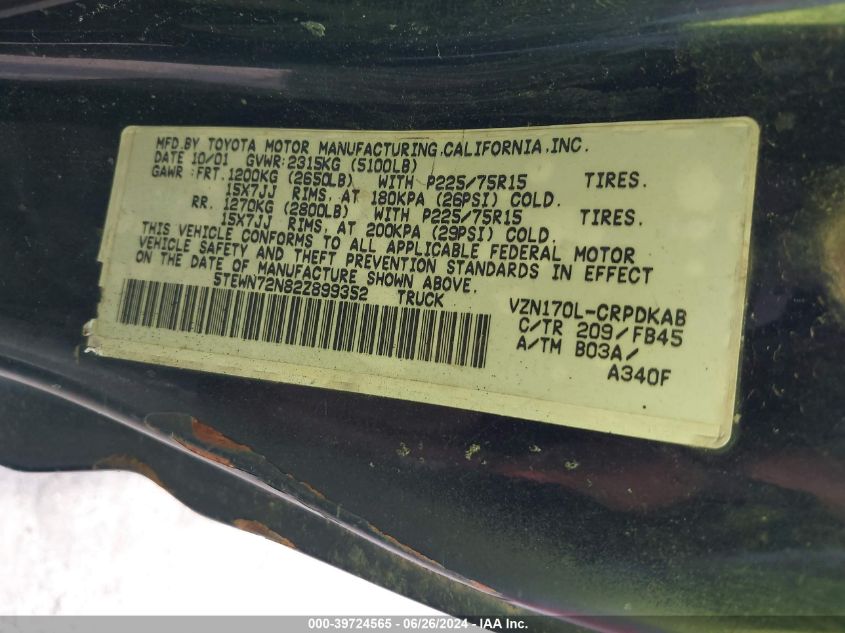 MFD.BY TOYOTA MOTOR MANUFACTURING,CALIFORNIA,INC.
DATE 10/01 GVWR:2315KG (5100LB)
GAWR :FRT.1200KG (2650LB) WITH P225/75R15 TIRES.
15X7JJ RIMS, AT 180KPA (26PSI) COLD.
RR. 1270KG (2800LB) WITH P225/75R15 TIRES.
15X7JJ RIMS, AT 200KPA (29PSI) COLD.
THIS VEHICLE CONFORMS TO ALL APPLICABLE FEDERAL MOTOR
VEHICLE SAFETY AND THEFT PREVENTION STANDARDS IN EFFECT
ON THE DATE OF MANUFACTURE SHOWN ABOVE.
5TEWN72N82Z899352 TRUCK
VZN170L-CRPDKAB
C/TR 209/FB45
A/TM B03A/
A340F
000-39724565 - 06/26/2024 - IAA Inc.